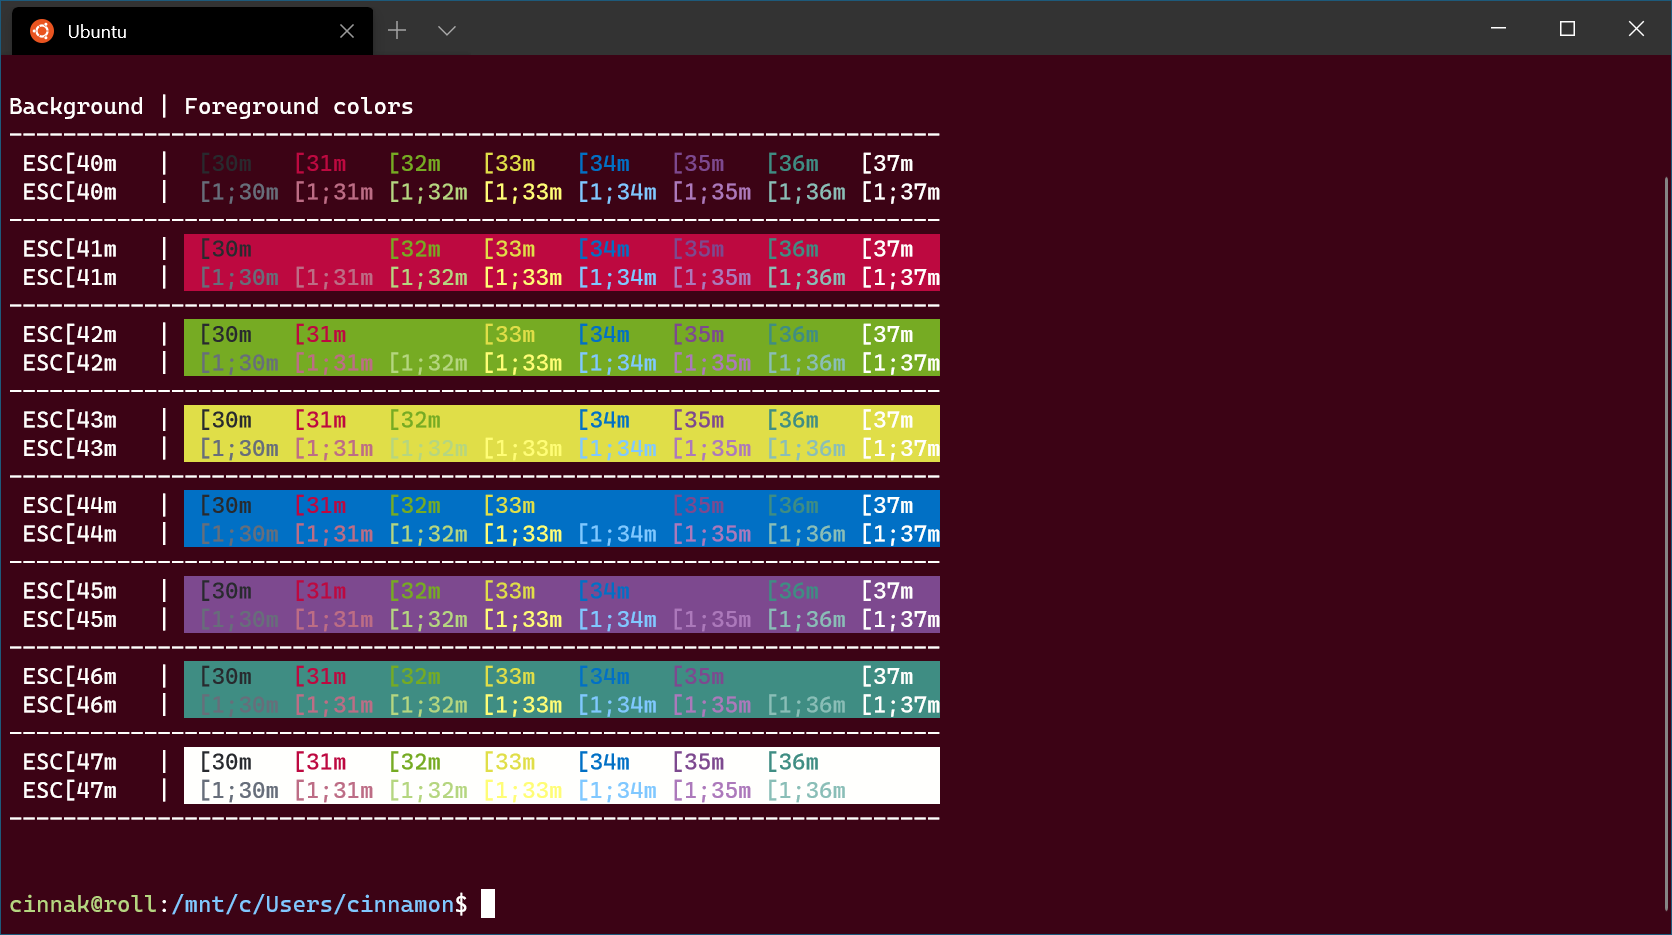 Ubuntu
Background | Foreground colors
---------------------------------------------------------------------
ESC[40m | [30m [31m [32m [33m [34m [35m [36m [37m
ESC[40m | [1;30m [1;31m [1;32m [1;33m [1;34m [1;35m [1;36m [1;37m
---------------------------------------------------------------------
ESC[41m | [30m [32m [33m [34m [35m [36m [37m
ESC[41m | [1;30m [1;31m [1;32m [1;33m [1;34m [1;35m [1;36m [1;37m
---------------------------------------------------------------------
ESC[42m | [30m [31m [33m [34m [35m [36m [37m
ESC[42m | [1;30m [1;31m [1;32m [1;33m [1;34m [1;35m [1;36m [1;37m
---------------------------------------------------------------------
ESC[43m | [30m [31m [32m [34m [35m [36m [37m
ESC[43m | [1;30m [1;31m [1;32m [1;33m [1;34m [1;35m [1;36m [1;37m
---------------------------------------------------------------------
ESC[44m | [30m [31m [32m [33m [35m [36m [37m
ESC[44m | [1;30m [1;31m [1;32m [1;33m [1;34m [1;35m [1;36m [1;37m
---------------------------------------------------------------------
ESC[45m | [30m [31m [32m [33m [34m [36m [37m
ESC[45m | [1;30m [1;31m [1;32m [1;33m [1;34m [1;35m [1;36m [1;37m
---------------------------------------------------------------------
ESC[46m | [30m [31m [32m [33m [34m [35m [37m
ESC[46m | [1;30m [1;31m [1;32m [1;33m [1;34m [1;35m [1;36m [1;37m
---------------------------------------------------------------------
ESC[47m | [30m [31m [32m [33m [34m [35m [36m
ESC[47m | [1;30m [1;31m [1;32m [1;33m [1;34m [1;35m [1;36m
---------------------------------------------------------------------
cinnak@roll:/mnt/c/Users/cinnamon$